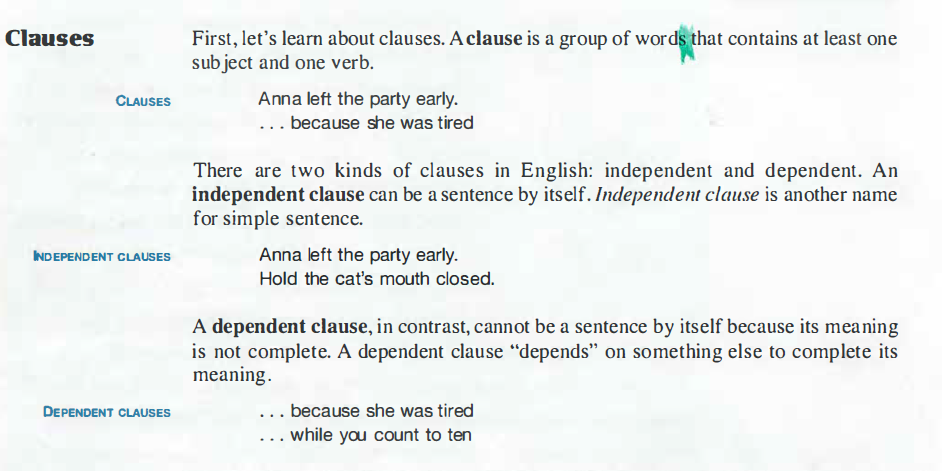 Clauses
First, let's learn about clauses. A clause is a group of words that contains at least one
subject and one verb.
CLAUSES
Anna left the party early.
. . . because she was tired
There are two kinds of clauses in English: independent and dependent. An
independent clause can be a sentence by itself. Independent clause is another name
for simple sentence.
INDEPENDENT CLAUSES
Anna left the party early.
Hold the cat's mouth closed.
A dependent clause, in contrast, cannot be a sentence by itself because its meaning
is not complete. A dependent clause “depends” on something else to complete its
meaning.
DEPENDENT CLAUSES
. . . because she was tired
. . . while you count to ten